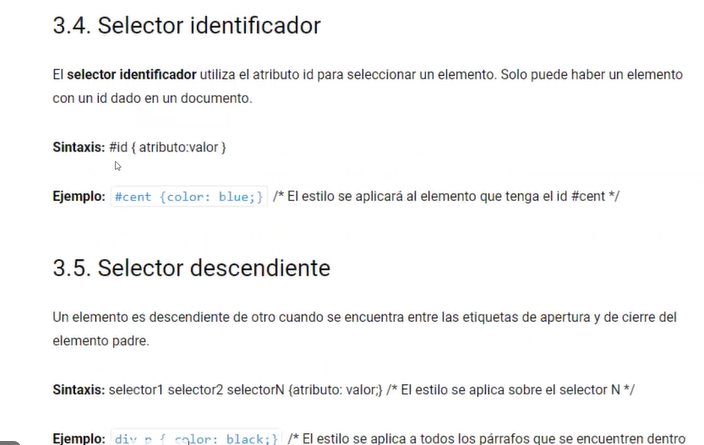 3.4. Selector identificador
El selector identificador utiliza el atributo id para seleccionar un elemento. Solo puede haber un elemento
con un id dado en un documento.
Sintaxis: #id { atributo:valor }
Ejemplo: #cent {color: blue;} /* El estilo se aplicará al elemento que tenga el id #cent */
3.5. Selector descendiente
Un elemento es descendiente de otro cuando se encuentra entre las etiquetas de apertura y de cierre del
elemento padre.
Sintaxis: selector1 selector2 selectorN {atributo: valor;} /* El estilo se aplica sobre el selector N */
Ejemplo: div p { color: black;} /* El estilo se aplica a todos los párrafos que se encuentren dentro